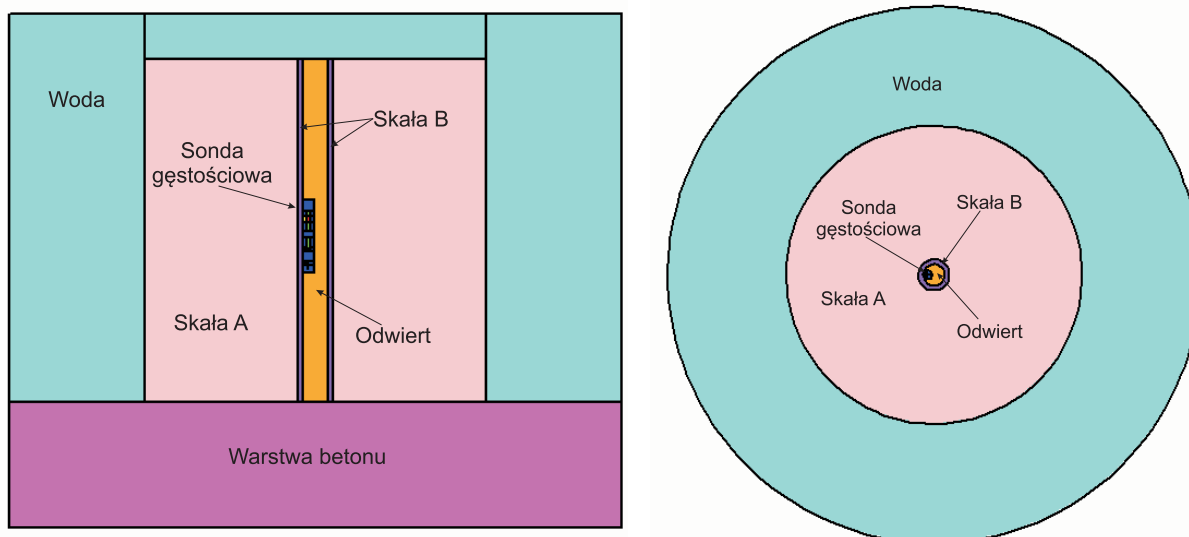 Woda
Skała B
Sonda
gęstościowa
Skała A
Odwiert
Warstwa betonu
Woda
Skała B
Sonda
gęstościowa
Skała A
Odwiert